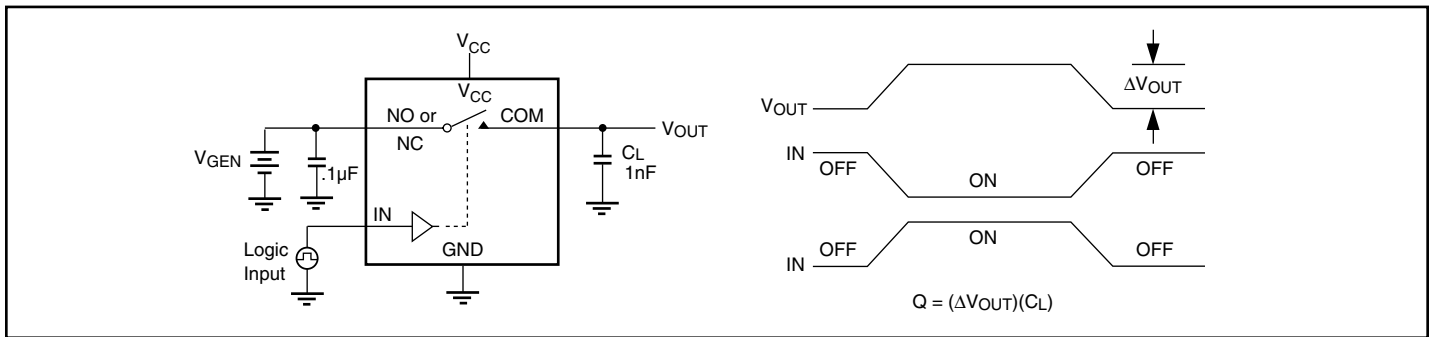 VCC
VCC
NO or
NC
COM
VOUT
VGEN
.1µF
CL
1nF
IN
Logic
Input
GND
VOUT
ΔVOUT
IN
OFF
ON
OFF
IN
OFF
ON
OFF
Q = (ΔVOUT)(CL)